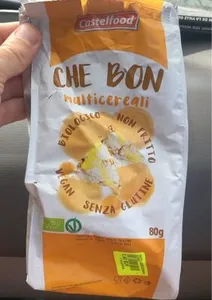 Castelfood
CHE BON
multicereali
BIOLOGICO NON FRITTO
VEGAN SENZA GLUTINE
80g